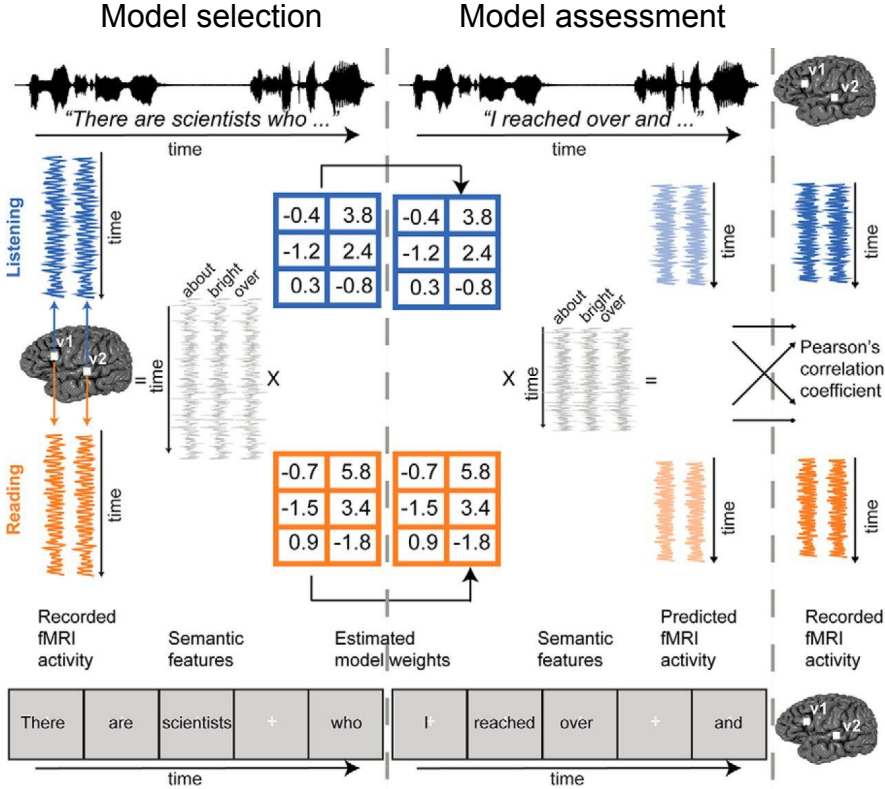 Model selection
Model assessment
v1
v2
"There are scientists who ..."
"I reached over and ..."
time
time
Listening
time
-0.4 3.8
-1.2 2.4
0.3 -0.8
-0.4 3.8
-1.2 2.4
0.3 -0.8
time
time
about
bright
over
about
bright
over
v1
v2
=
time
X
X
time
=
Pearson's
correlation
coefficient
Reading
time
-0.7 5.8
-1.5 3.4
0.9 -1.8
-0.7 5.8
-1.5 3.4
0.9 -1.8
time
time
Recorded
fMRI
activity
Semantic
features
Estimated
model weights
Semantic
features
Predicted
fMRI
activity
Recorded
fMRI
activity
There
are
scientists
+
who
I
+
reached
over
+
and
v1
v2
time
time